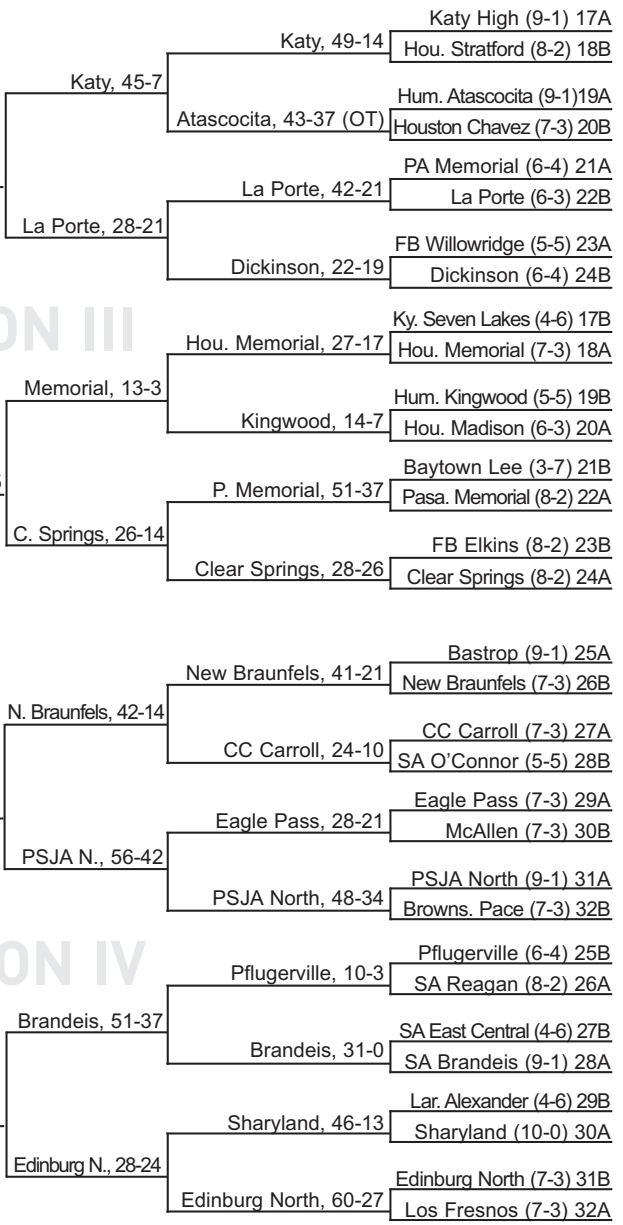 Katy High (9-1) 17A
Katy, 49-14
Hou. Stratford (8-2) 18B
Katy, 45-7
Hum. Atascocita (9-1)19A
Atascocita, 43-37 (OT)
Houston Chavez (7-3) 20B
PA Memorial (6-4) 21A
La Porte, 42-21
La Porte (6-3) 22B
La Porte, 28-21
FB Willowridge (5-5) 23A
Dickinson, 22-19
Dickinson (6-4) 24B
ON III
Ky. Seven Lakes (4-6) 17B
Hou. Memorial, 27-17
Hou. Memorial (7-3) 18A
Memorial, 13-3
Hum. Kingwood (5-5) 19B
Kingwood, 14-7
Hou. Madison (6-3) 20A
Baytown Lee (3-7) 21B
P. Memorial, 51-37
Pasa. Memorial (8-2) 22A
C. Springs, 26-14
FB Elkins (8-2) 23B
Clear Springs, 28-26
Clear Springs (8-2) 24A
Bastrop (9-1) 25A
New Braunfels, 41-21
New Braunfels (7-3) 26B
N. Braunfels, 42-14
CC Carroll (7-3) 27A
CC Carroll, 24-10
SA O'Connor (5-5) 28B
Eagle Pass (7-3) 29A
Eagle Pass, 28-21
McAllen (7-3) 30B
PSJA N., 56-42
PSJA North (9-1) 31A
PSJA North, 48-34
Browns. Pace (7-3) 32B
ON IV
Pflugerville (6-4) 25B
Pflugerville, 10-3
SA Reagan (8-2) 26A
Brandeis, 51-37
SA East Central (4-6) 27B
Brandeis, 31-0
SA Brandeis (9-1) 28A
Lar. Alexander (4-6) 29B
Sharyland, 46-13
Sharyland (10-0) 30A
Edinburg N., 28-24
Edinburg North (7-3) 31B
Edinburg North, 60-27
Los Fresnos (7-3) 32A